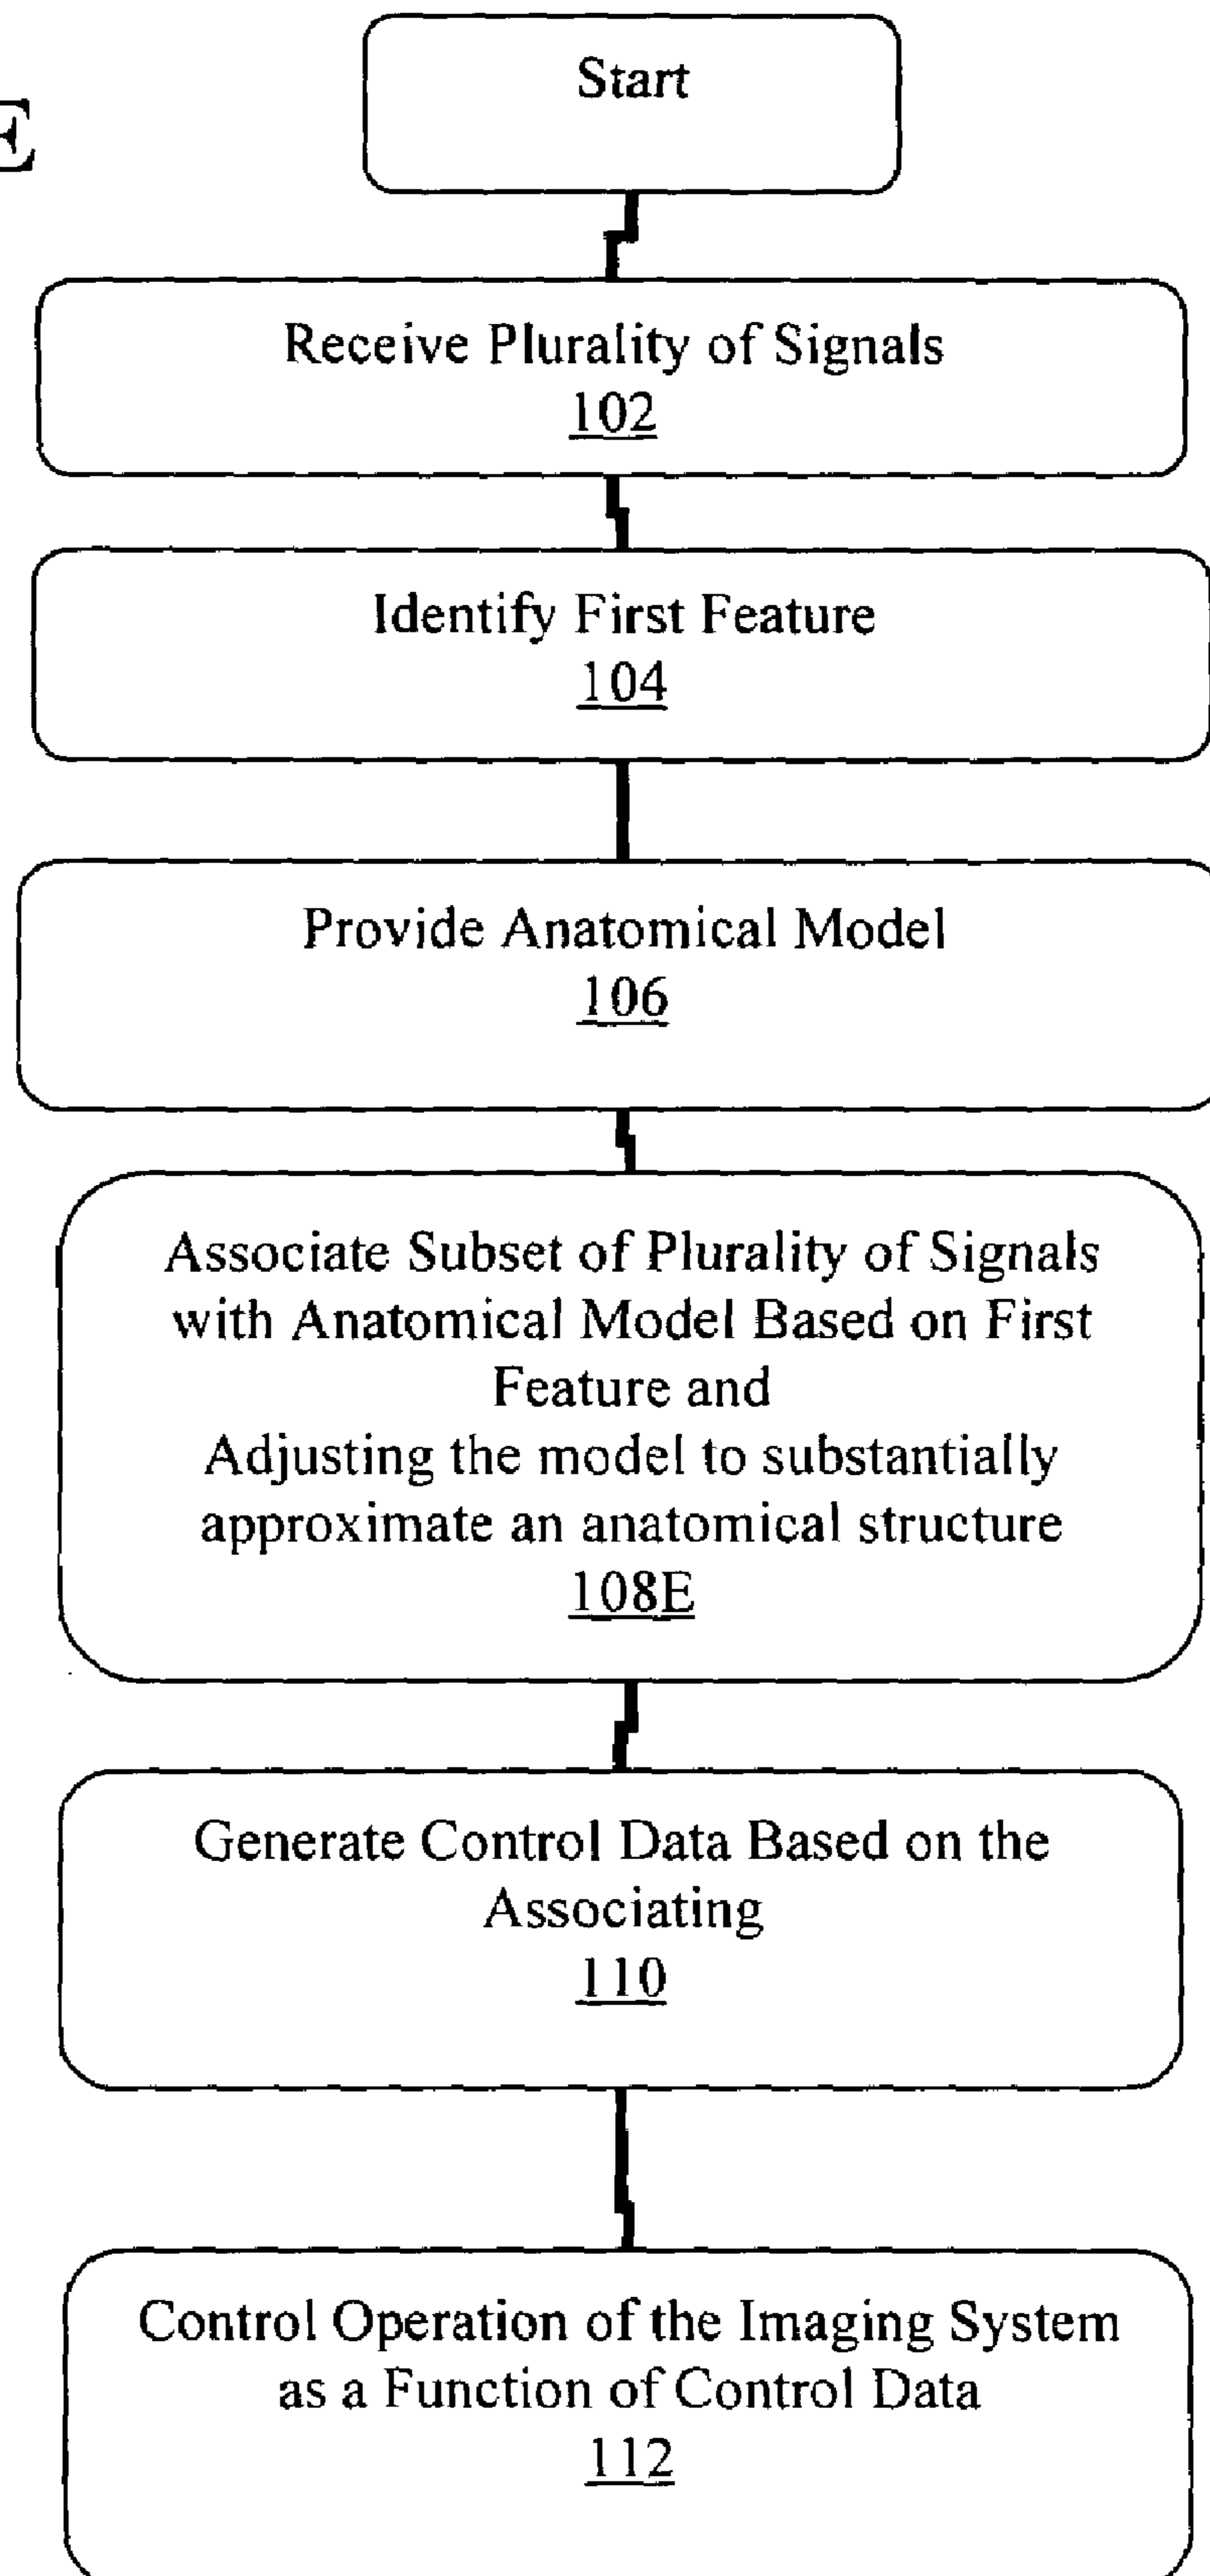 Start
Receive Plurality of Signals
102
Identify First Feature
104
Provide Anatomical Model
106
Associate Subset of Plurality of Signals
with Anatomical Model Based on First
Feature and
Adjusting the model to substantially
approximate an anatomical structure
108E
Generate Control Data Based on the
Associating
110
Control Operation of the Imaging System
as a Function of Control Data
112